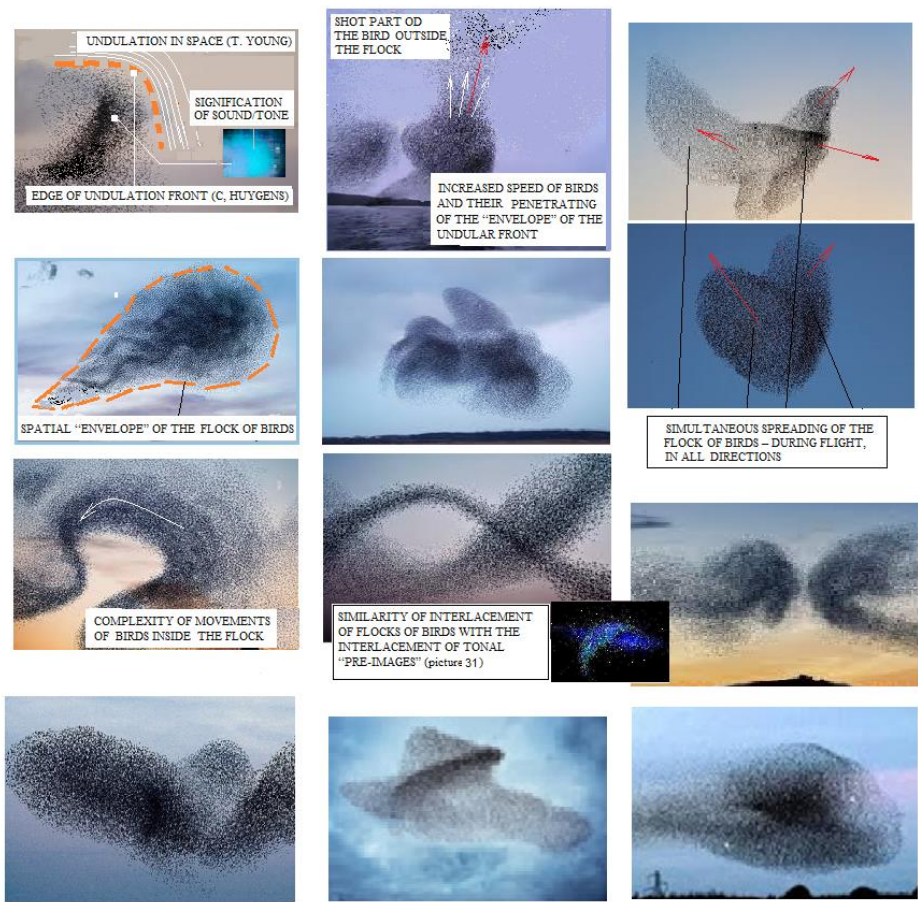 UNDULATION IN SPACE (T. YOUNG)
SIGNIFICATION
OF SOUND/TONE
EDGE OF UNDULATION FRONT (C, HUYGENS)
SHOT PART OD
THE BIRD OUTSIDE
THE FLOCK
INCREASED SPEED OF BIRDS
AND THEIR PENETRATING
OF THE “ENVELOPE” OF THE
UNDULAR FRONT
SPATIAL “ENVELOPE” OF THE FLOCK OF BIRDS
SIMULTANEOUS SPREADING OF THE
FLOCK OF BIRDS – DURING FLIGHT,
IN ALL DIRECTIONS
COMPLEXITY OF MOVEMENTS
OF BIRDS INSIDE THE FLOCK
SIMILARITY OF INTERLACEMENT
OF FLOCKS OF BIRDS WITH THE
INTERLACEMENT OF TONAL
“PRE-IMAGES” (picture 31)